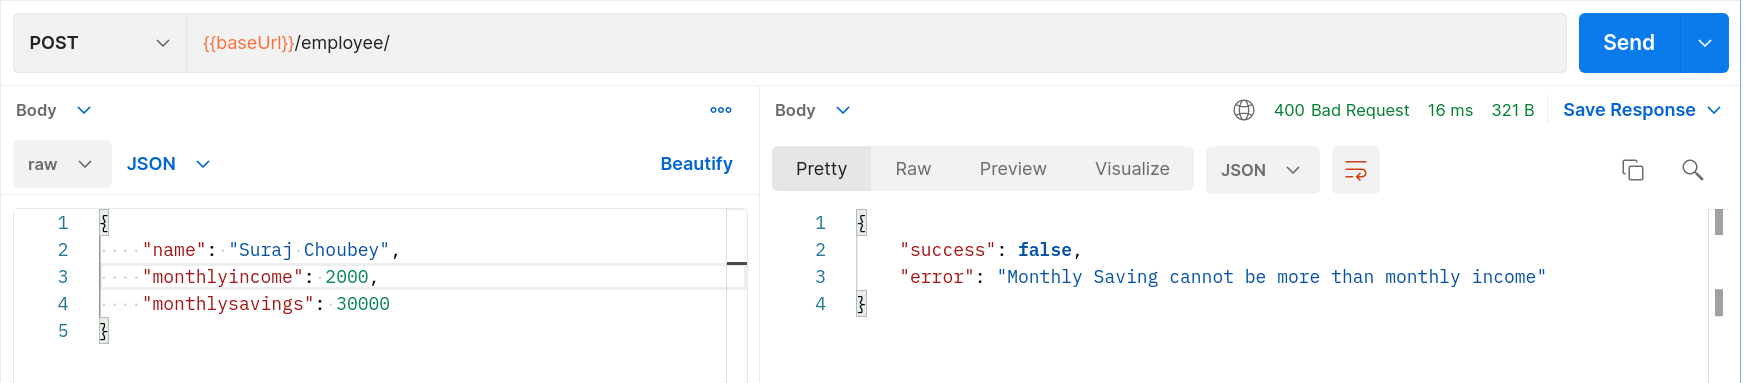 POST {{baseUrl}}/employee/ Send
Body Body 400 Bad Request 16 ms 321 B Save Response
raw JSON Beautify Pretty Raw Preview Visualize JSON
1 {
2 "name": "Suraj Choubey",
3 "monthlyincome": 2000,
4 "monthlysavings": 30000
5 }
1 {
2 "success": false,
3 "error": "Monthly Saving cannot be more than monthly income"
4 }